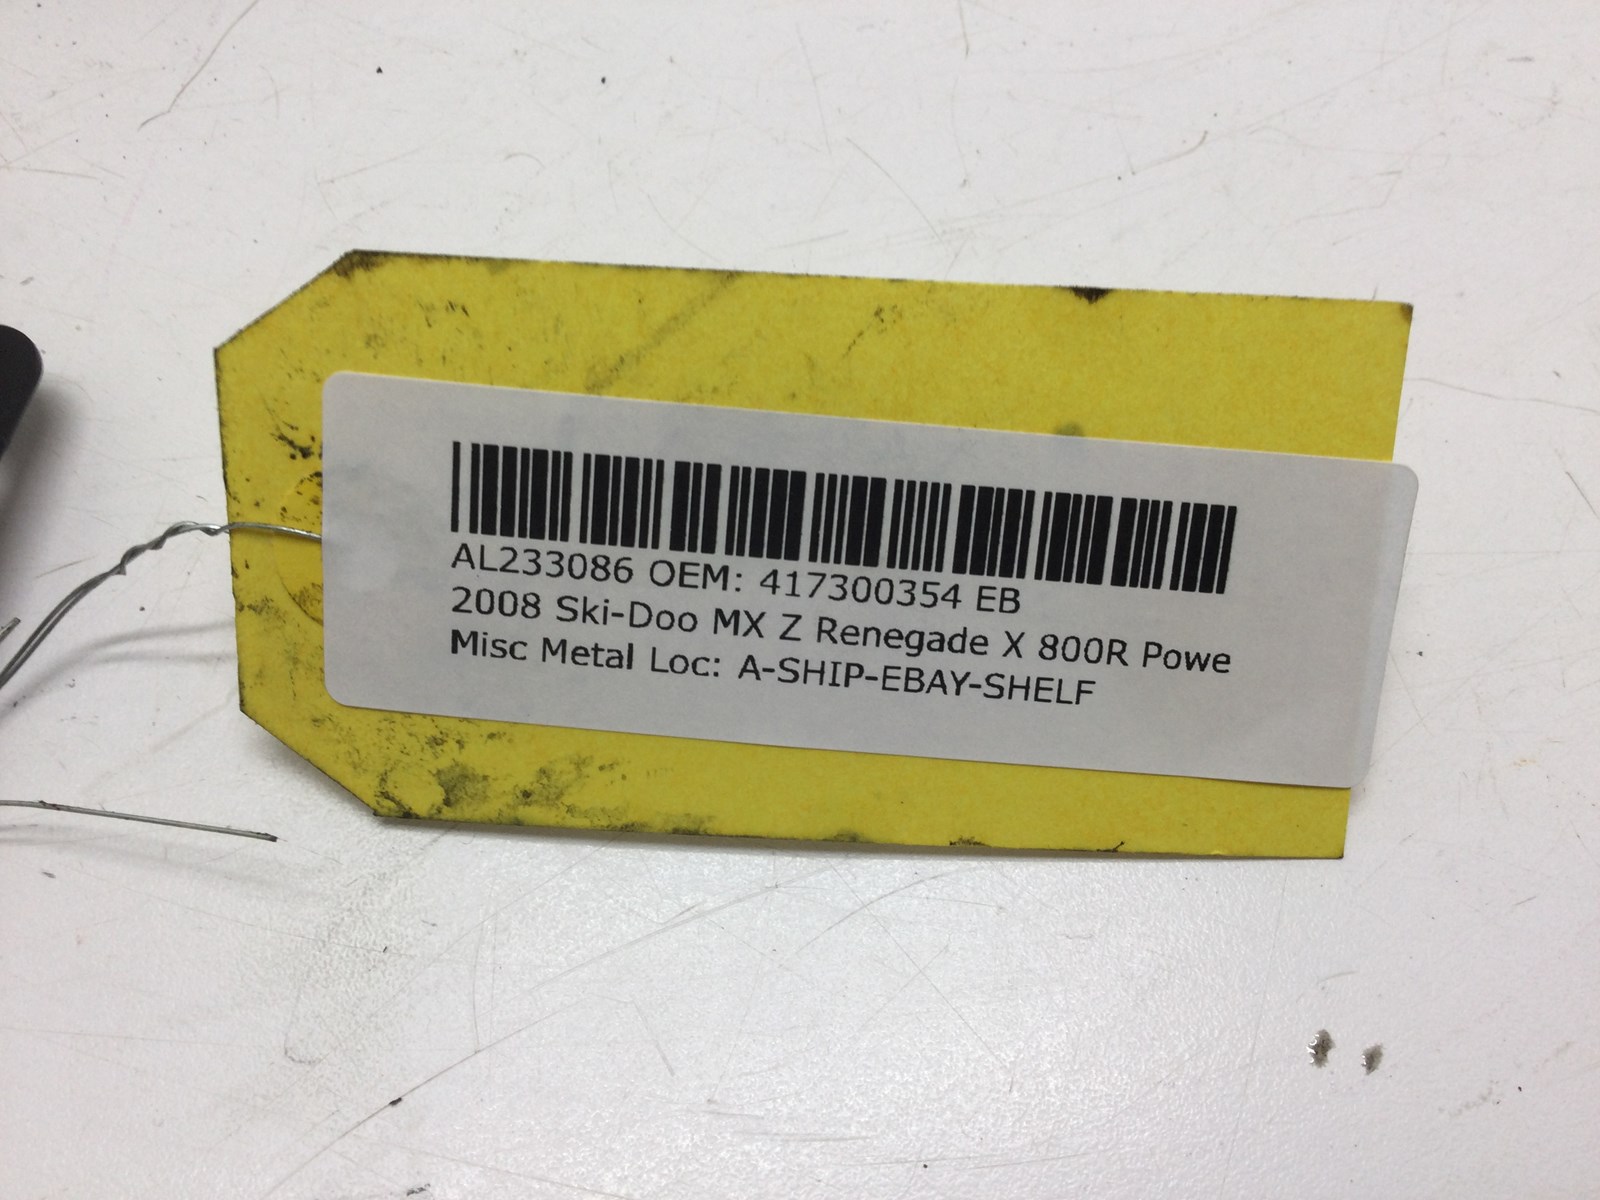 AL233086 OEM: 417300354 EB
2008 Ski-Doo MX Z Renegade X 800R Powe
Misc Metal Loc: A-SHIP-EBAY-SHELF